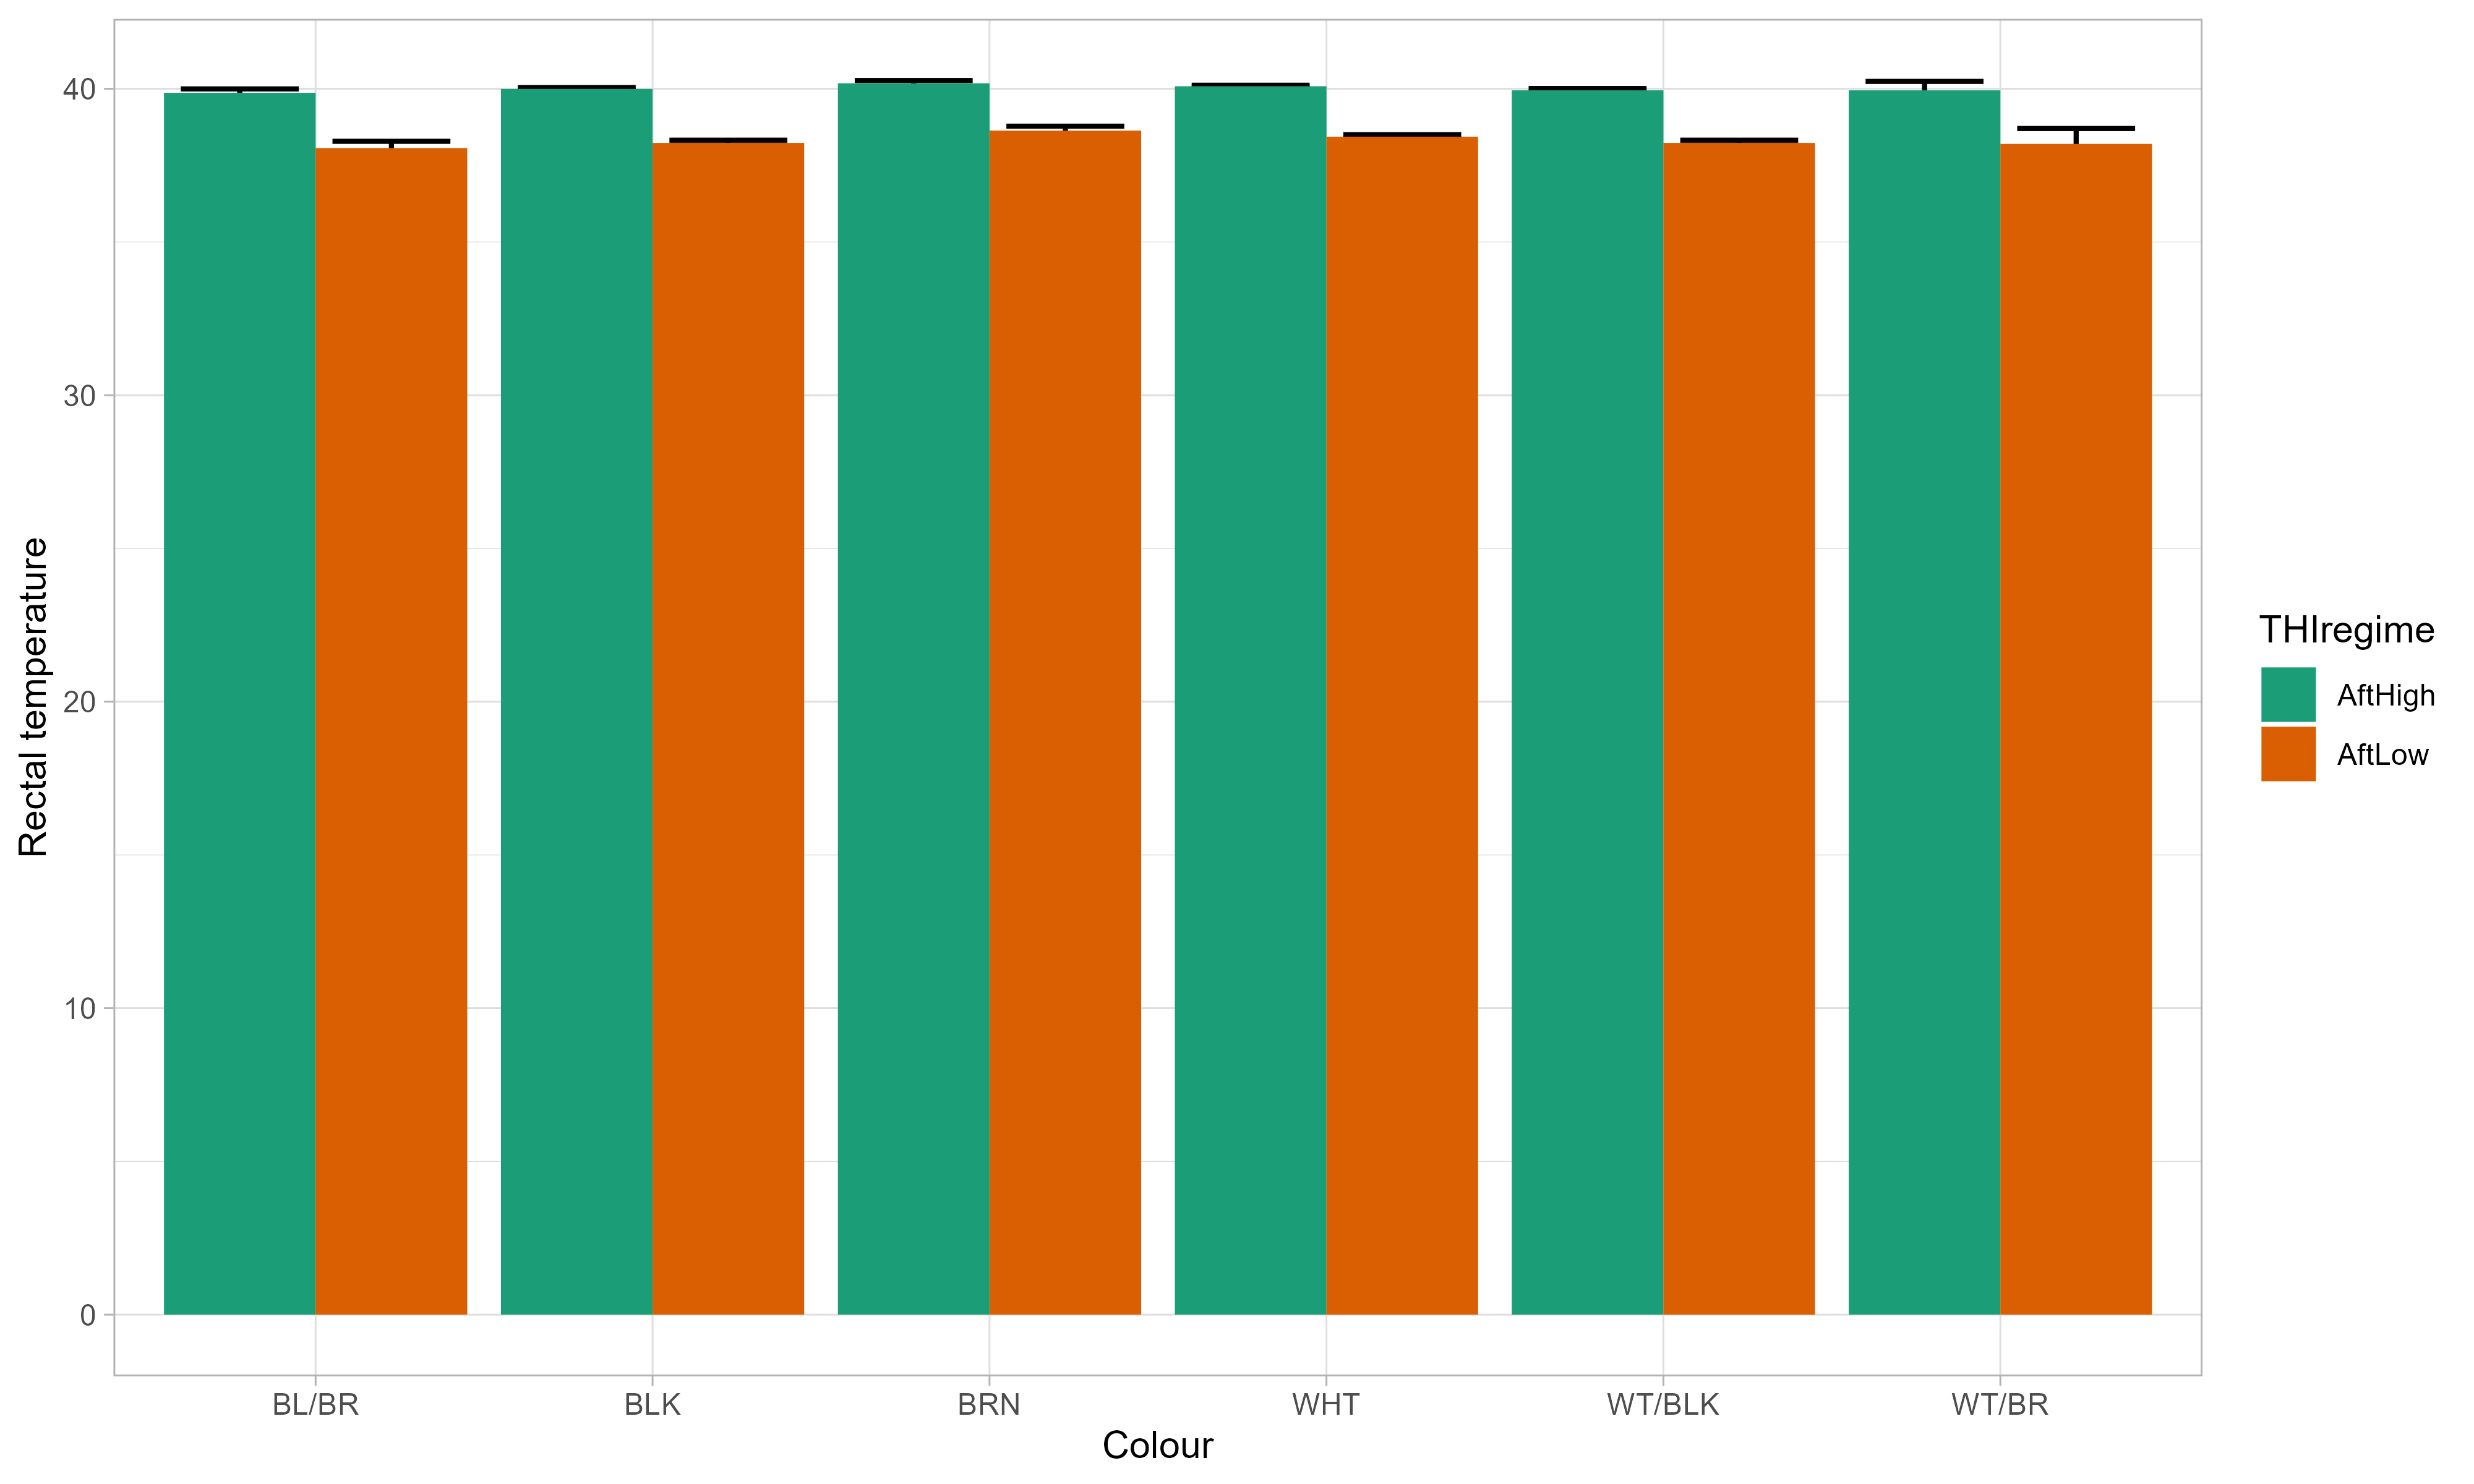 40
30
20
10
0
Rectal temperature
BL/BR
BLK
BRN
WHT
WT/BLK
WT/BR
Colour
THIregime
AftHigh
AftLow